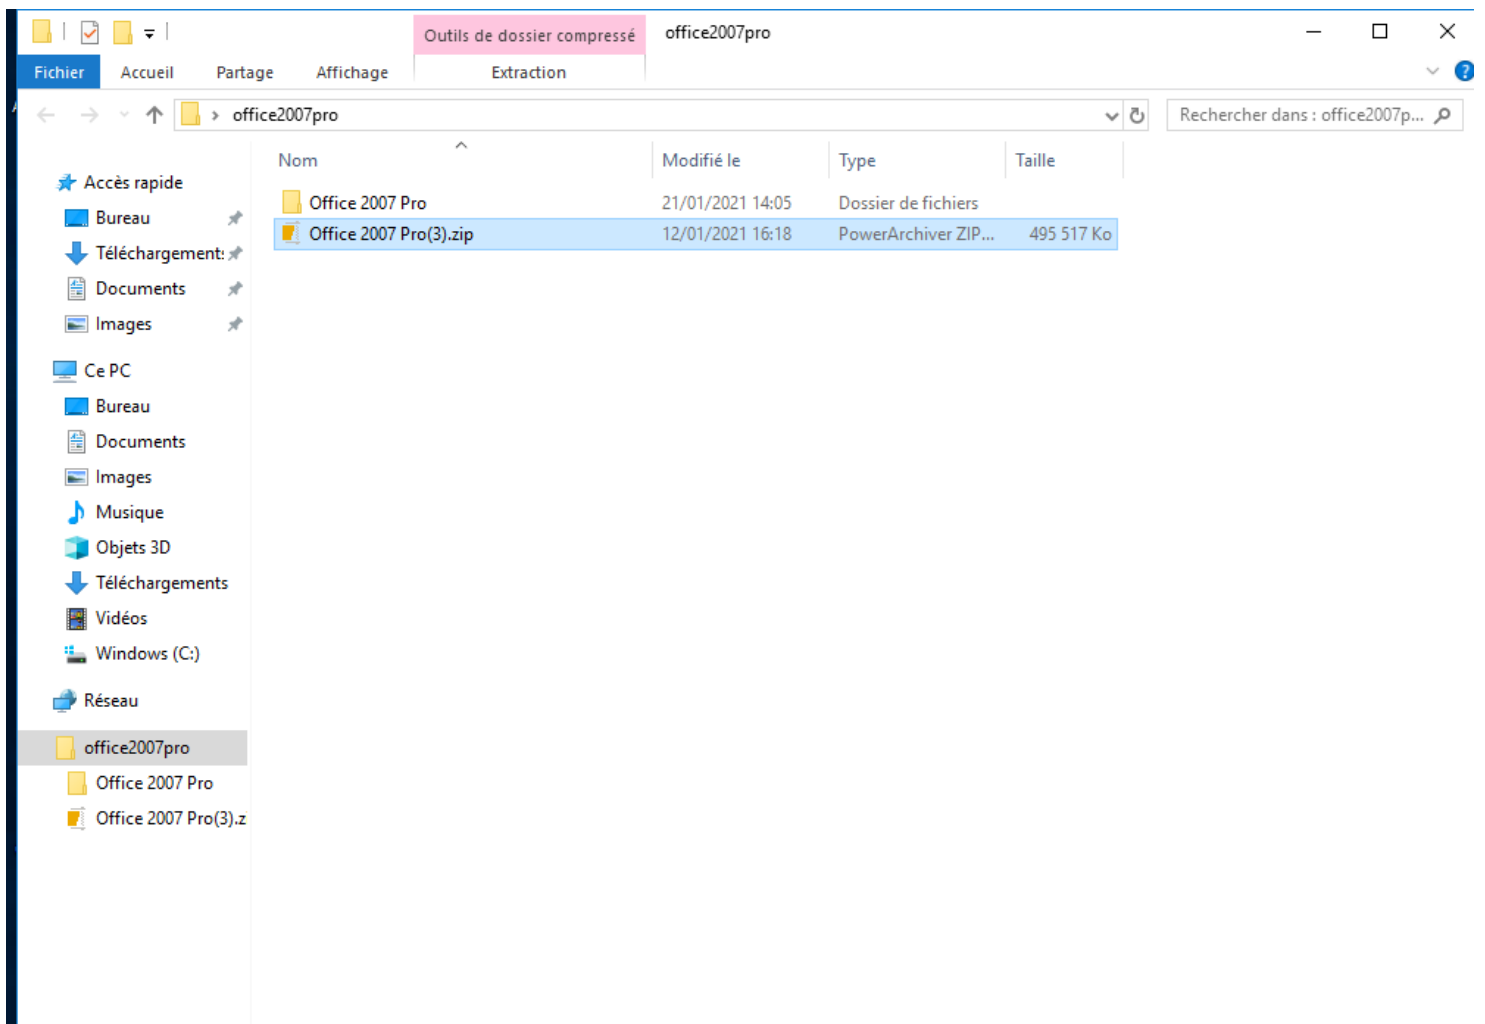 Outils de dossier compressé
office2007pro
Fichier
Accueil
Partage
Affichage
Extraction
office2007pro
Rechercher dans : office2007p...
Nom
Modifié le
Type
Taille
Office 2007 Pro 21/01/2021 14:05 Dossier de fichiers
Office 2007 Pro(3).zip 12/01/2021 16:18 PowerArchiver ZIP... 495 517 Ko
Accès rapide
Bureau
Téléchargement:
Documents
Images
Ce PC
Bureau
Documents
Images
Musique
Objets 3D
Téléchargements
Vidéos
Windows (C:)
Réseau
office2007pro
Office 2007 Pro
Office 2007 Pro(3).z